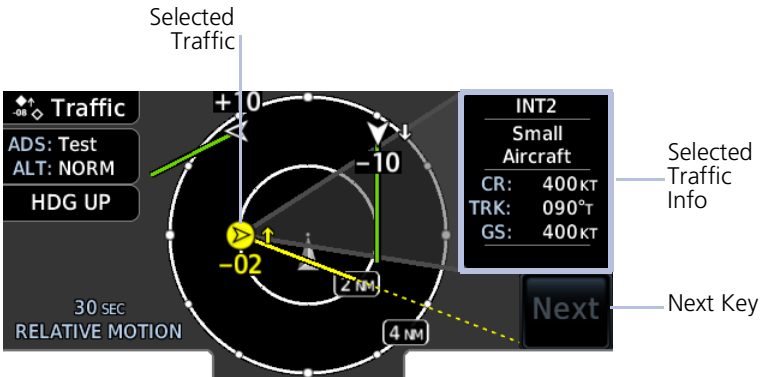 Selected
Traffic
-08
Traffic
ADS: Test
ALT: NORM
HDG UP
30 SEC
RELATIVE MOTION
+10
−10
−02
2 NM
4 NM
INT2
Small
Aircraft
CR: 400KT
TRK: 090°T
GS: 400KT
Next
Selected
Traffic
Info
Next Key